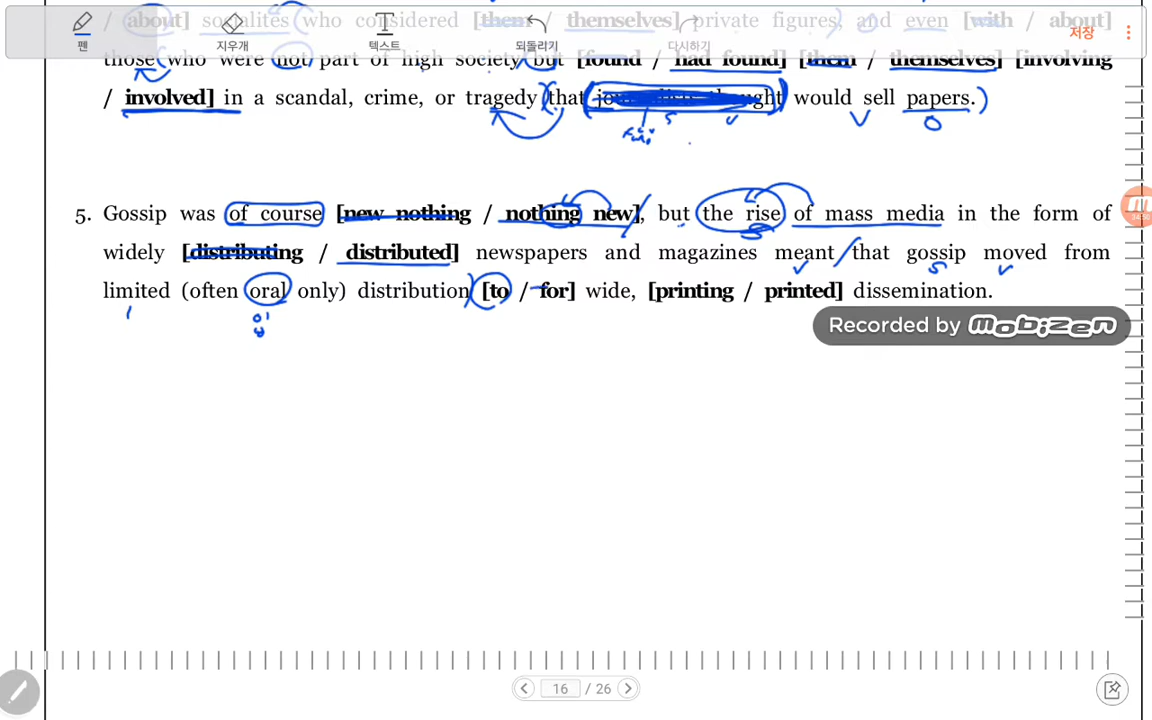 / about] socialites who considered [them / themselves] private figures, and even [with / about]
펜 지우개 텍스트 되돌리기 다시하기 저장
those who were not part of high society but [found / had found] [them / themselves] [involving
/ involved] in a scandal, crime, or tragedy that would sell papers.
5. Gossip was of course [new nothing / nothing new], but the rise of mass media in the form of
widely [distributing / distributed] newspapers and magazines meant that gossip moved from
limited (often oral only) distribution [to / for] wide, [printing / printed] dissemination.
Recorded by mobizen
16 / 26